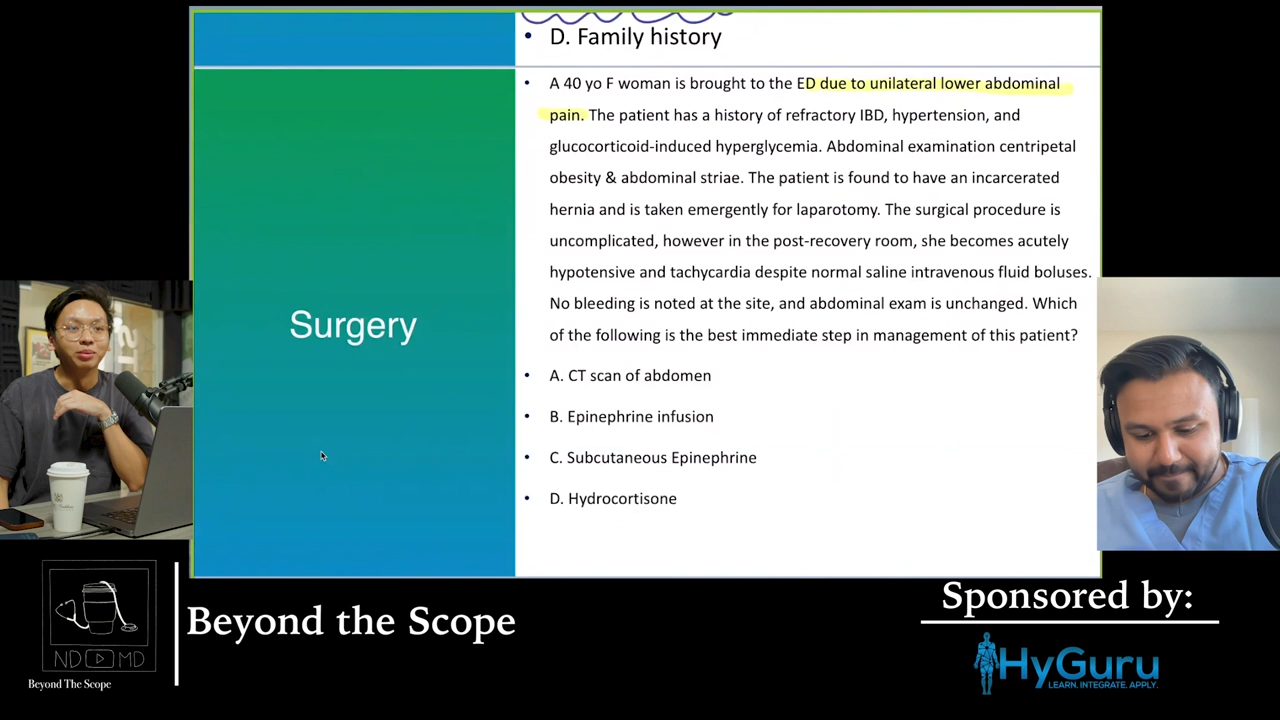 • D. Family history
• A 40 yo F woman is brought to the ED due to unilateral lower abdominal
pain. The patient has a history of refractory IBD, hypertension, and
glucocorticoid-induced hyperglycemia. Abdominal examination centripetal
obesity & abdominal striae. The patient is found to have an incarcerated
hernia and is taken emergently for laparotomy. The surgical procedure is
uncomplicated, however in the post-recovery room, she becomes acutely
hypotensive and tachycardia despite normal saline intravenous fluid boluses.
No bleeding is noted at the site, and abdominal exam is unchanged. Which
of the following is the best immediate step in management of this patient?
• A. CT scan of abdomen
• B. Epinephrine infusion
• C. Subcutaneous Epinephrine
• D. Hydrocortisone
Surgery
ND MD
Beyond The Scope
Beyond the Scope
Sponsored by:
HyGuru
LEARN. INTEGRATE. APPLY.